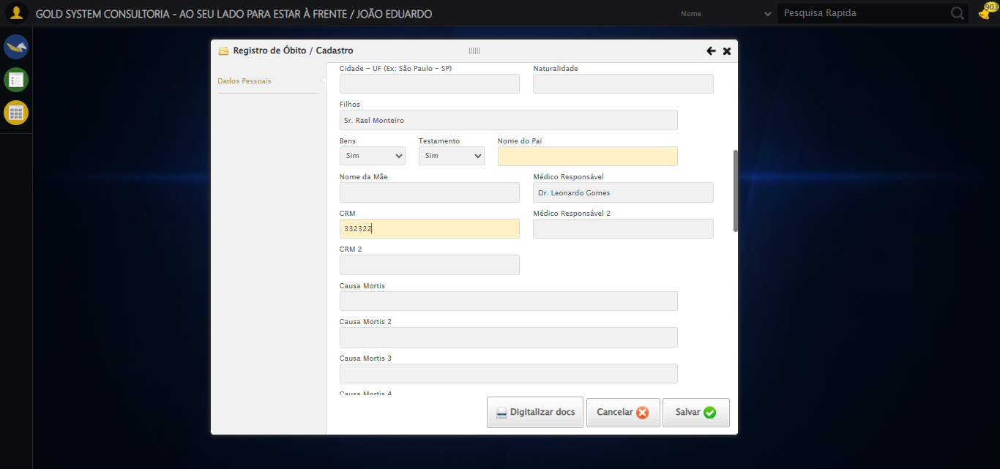 GOLD SYSTEM CONSULTORIA - AO SEU LADO PARA ESTAR À FRENTE / JOÃO EDUARDO
Nome
Pesquisa Rapida
903
Registro de Óbito / Cadastro
Dados Pessoais
Cidade - UF (Ex: São Paulo - SP)
Naturalidade
Filhos
Sr. Rael Monteiro
Bens
Testamento
Nome do Pai
Sim
Sim
Nome da Mãe
Médico Responsável
Dr. Leonardo Gomes
CRM
Médico Responsável 2
332322
CRM 2
Causa Mortis
Causa Mortis 2
Causa Mortis 3
Causa Mortis 4
Digitalizar docs
Cancelar
Salvar